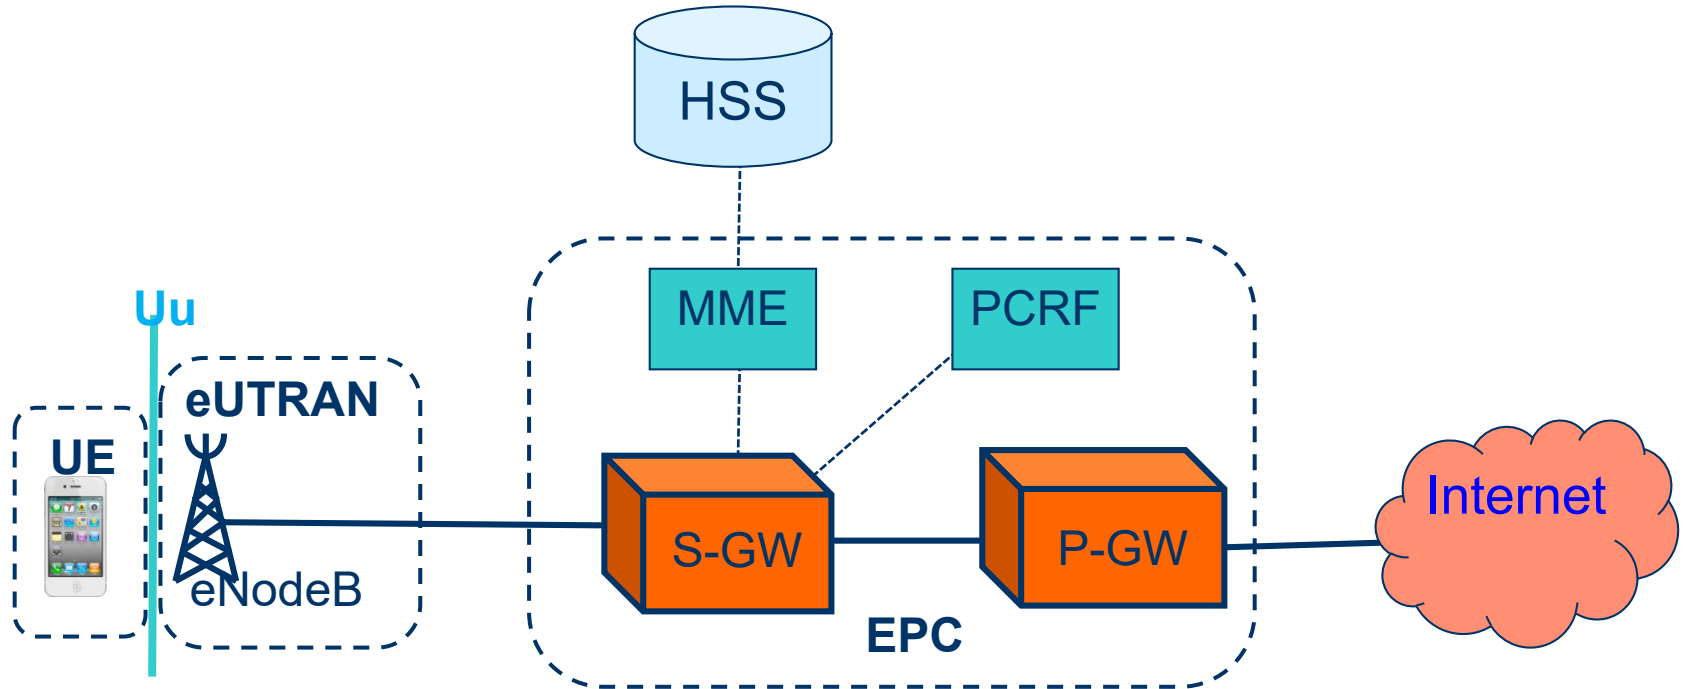 HSS
MME
PCRF
Uu
eUTRAN
UE
Internet
S-GW
P-GW
eNodeB
EPC